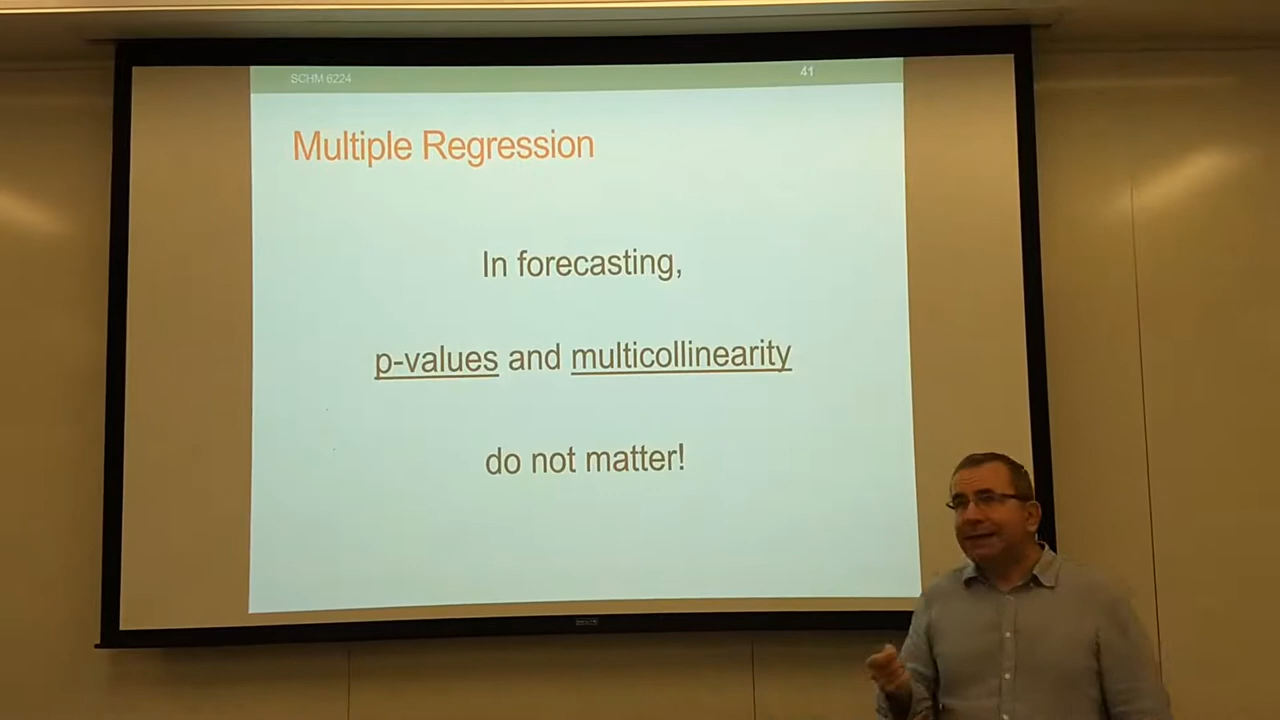 SCHM 6224
41
Multiple Regression
In forecasting,
p-values and multicollinearity
do not matter!